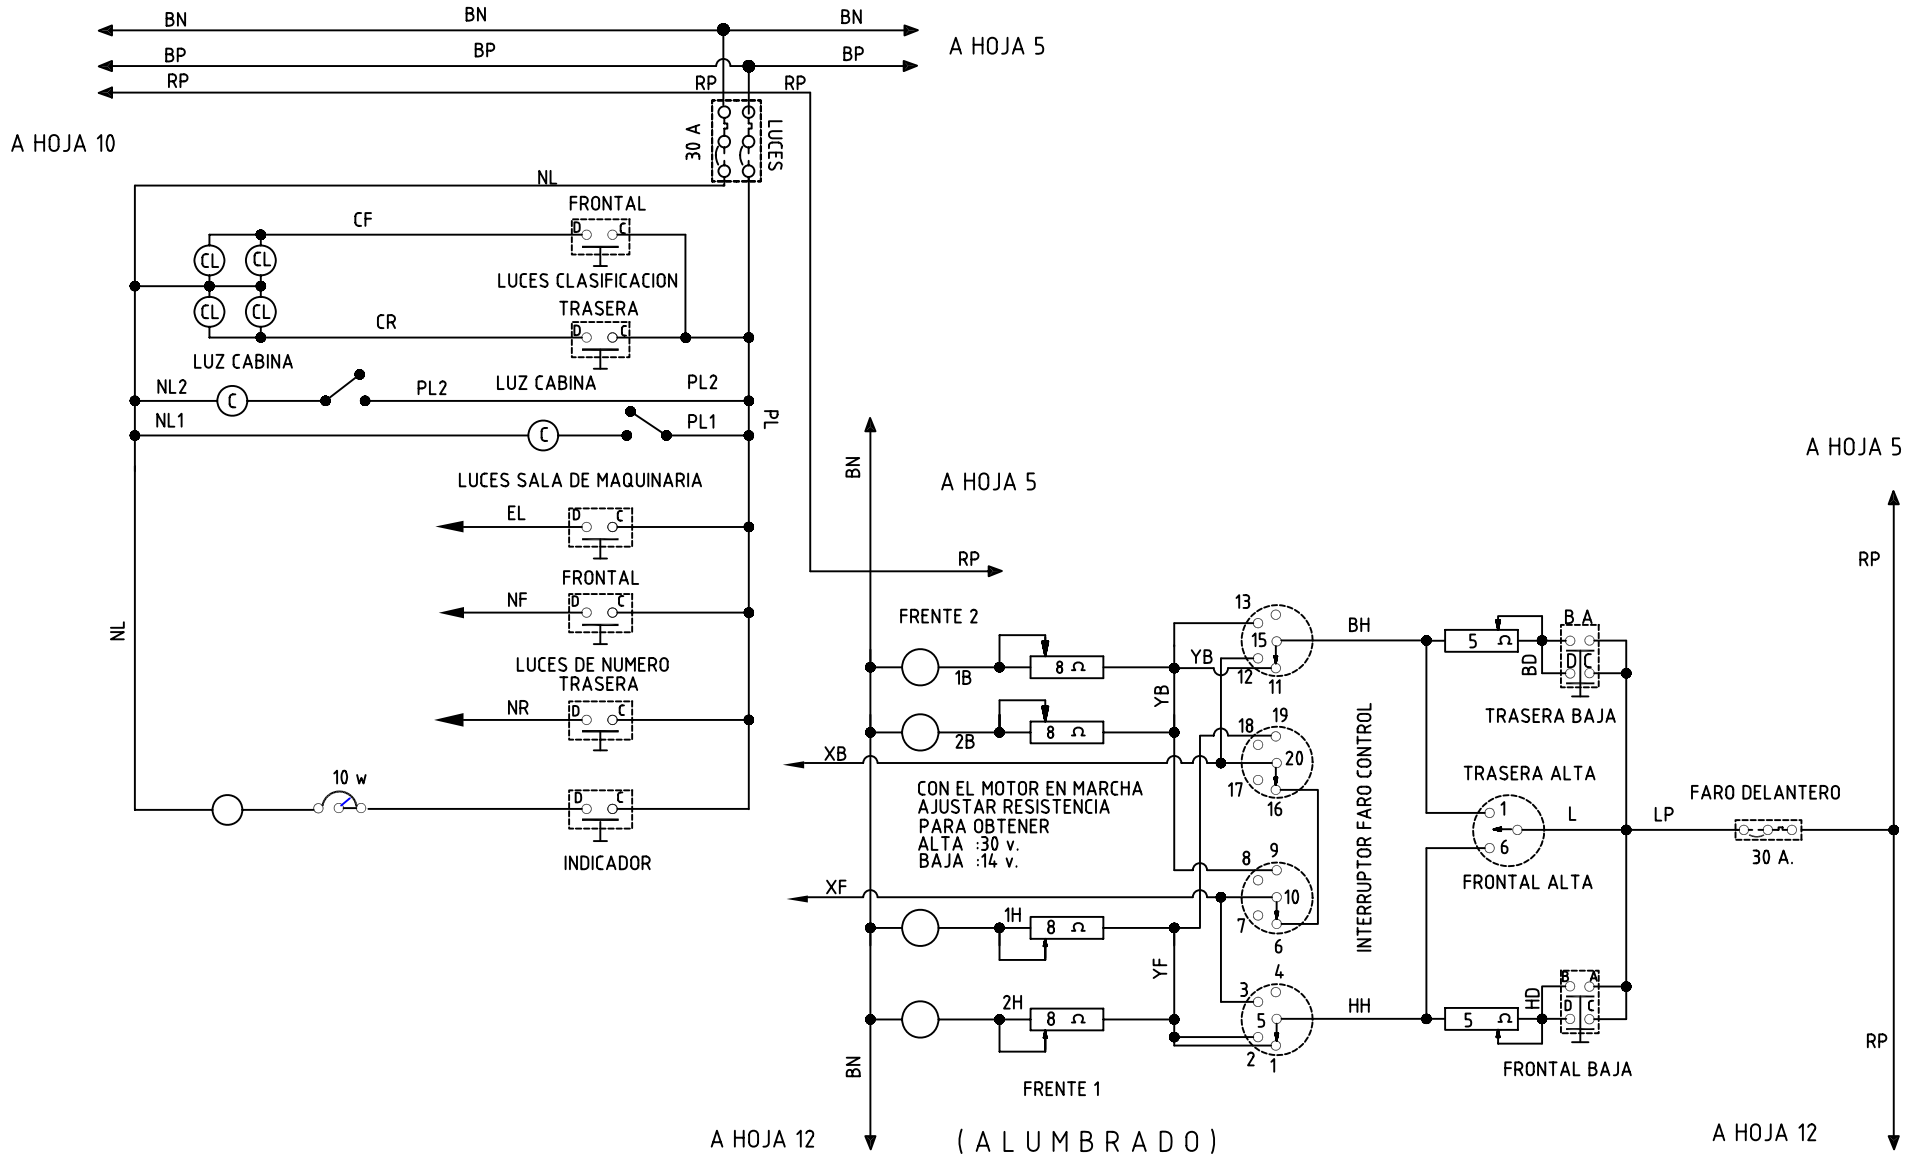 BN BN BN
A HOJA 5
BP BP BP
RP RP RP
30 A
LUCES
A HOJA 10
NL
FRONTAL
CF
D C
CL CL
LUCES CLASIFICACION
CL CL
TRASERA
CR
D C
LUZ CABINA
LUZ CABINA
NL2
C
PL2
PL2
NL1
C
PL1
PL
LUCES SALA DE MAQUINARIA
EL
D C
FRONTAL
NF
D C
NL
LUCES DE NUMERO
TRASERA
NR
D C
10 w
D C
INDICADOR
BN
A HOJA 5
A HOJA 5
RP
RP
FRENTE 2
1B
8 Ω
YB
YB
2B
8 Ω
13
15
12
11
BH
5 Ω
BD
B A
D C
TRASERA BAJA
XB
19
18
20
17
16
CON EL MOTOR EN MARCHA
AJUSTAR RESISTENCIA
PARA OBTENER
ALTA :30 v.
BAJA :14 v.
INTERRUPTOR FARO CONTROL
TRASERA ALTA
1
6
L
LP
FARO DELANTERO
30 A.
FRONTAL ALTA
XF
9
8
10
7
6
1H
8 Ω
YF
2H
8 Ω
4
3
5
2
1
HH
5 Ω
HD
B A
D C
FRONTAL BAJA
BN
RP
FRENTE 1
A HOJA 12
(ALUMBRADO)
A HOJA 12